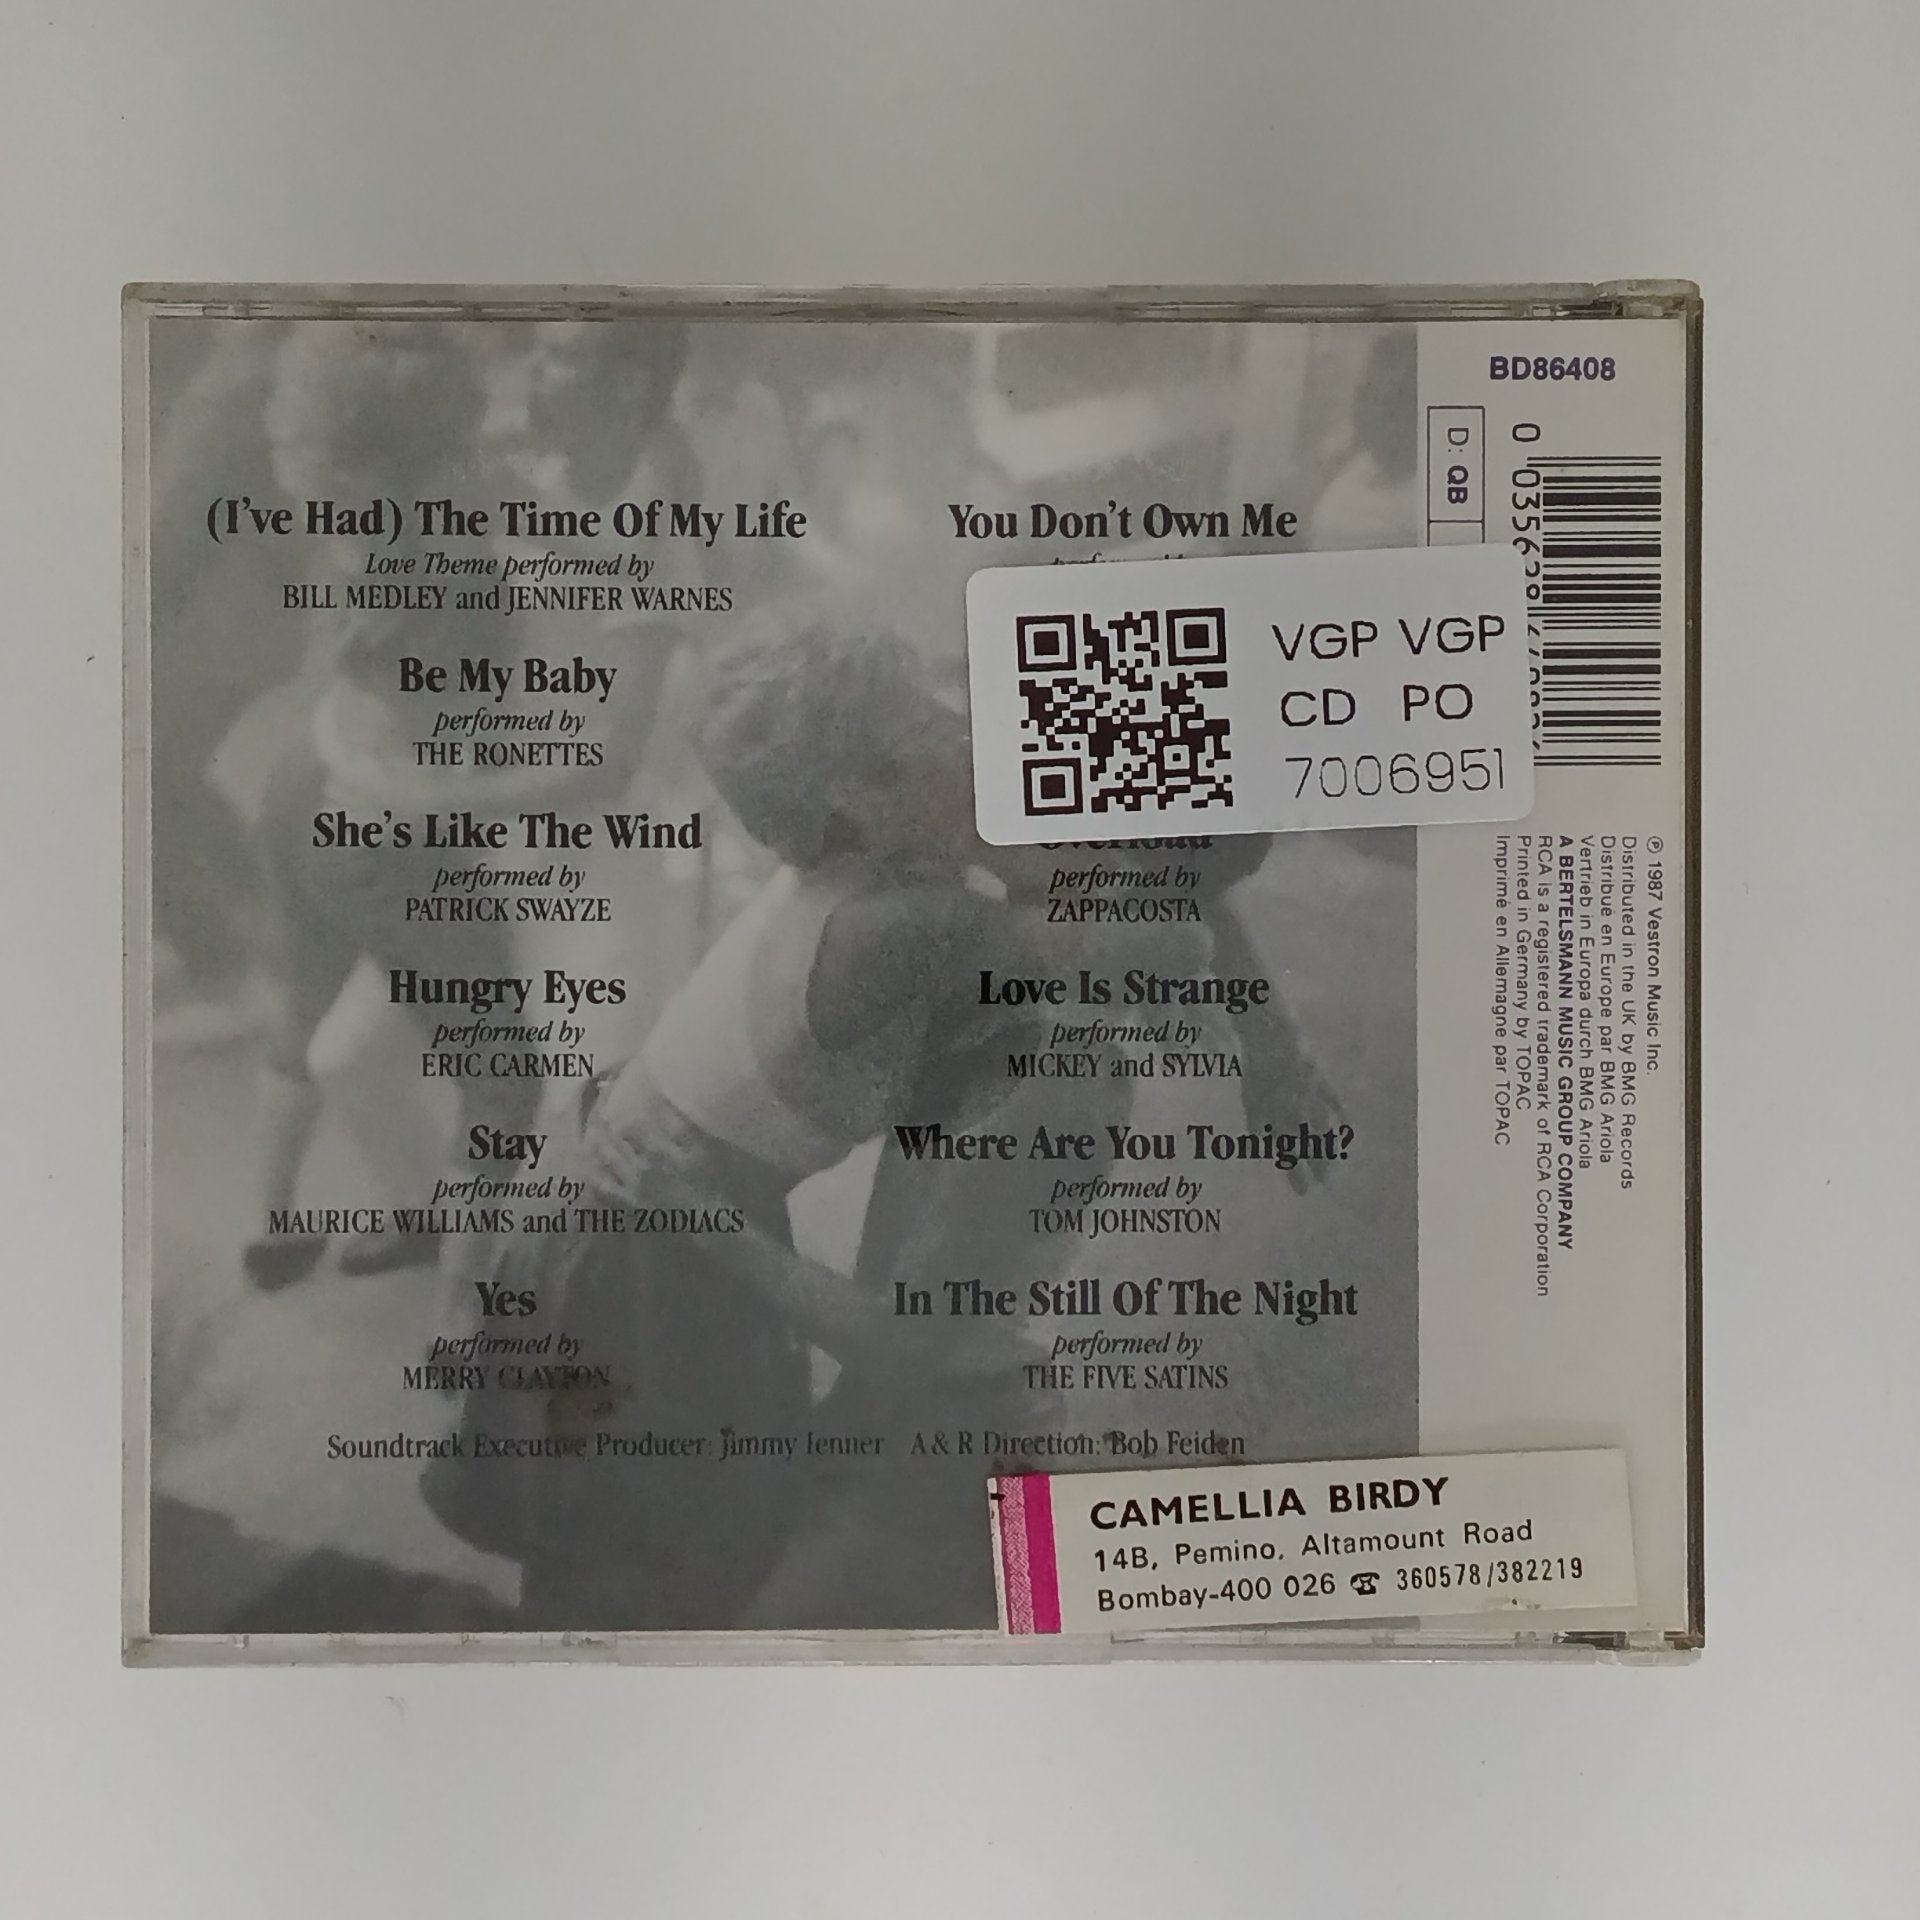 (I've Had) The Time Of My Life
Love Theme performed by
BILL MEDLEY and JENNIFER WARNES
Be My Baby
performed by
THE RONETTES
She's Like The Wind
performed by
PATRICK SWAYZE
Hungry Eyes
performed by
ERIC CARMEN
Stay
performed by
MAURICE WILLIAMS and THE ZODIACS
Yes
performed by
MERRY CLAYTON
You Don't Own Me
VGP VGP
CD PO
7006951
performed by
ZAPPACOSTA
Love Is Strange
performed by
MICKEY and SYLVIA
Where Are You Tonight?
performed by
TOM JOHNSTON
In The Still Of The Night
performed by
THE FIVE SATINS
Soundtrack Executive Producer: Jimmy Ienner A & R Direction: Bob Feiden
BD86408
D: QB
℗ 1987 Vestron Music Inc.
Distributed in the UK by BMG Records
Distribué en Europe par BMG Ariola
Vertrieb in Europa durch BMG Ariola
A BERTELSMANN MUSIC GROUP COMPANY
RCA is a registered trademark of RCA Corporation
Printed in Germany by TOPAC
Imprimé en Allemagne par TOPAC
CAMELLIA BIRDY
14B, Pemino, Altamount Road
Bombay-400 026 ☎ 360578/382219